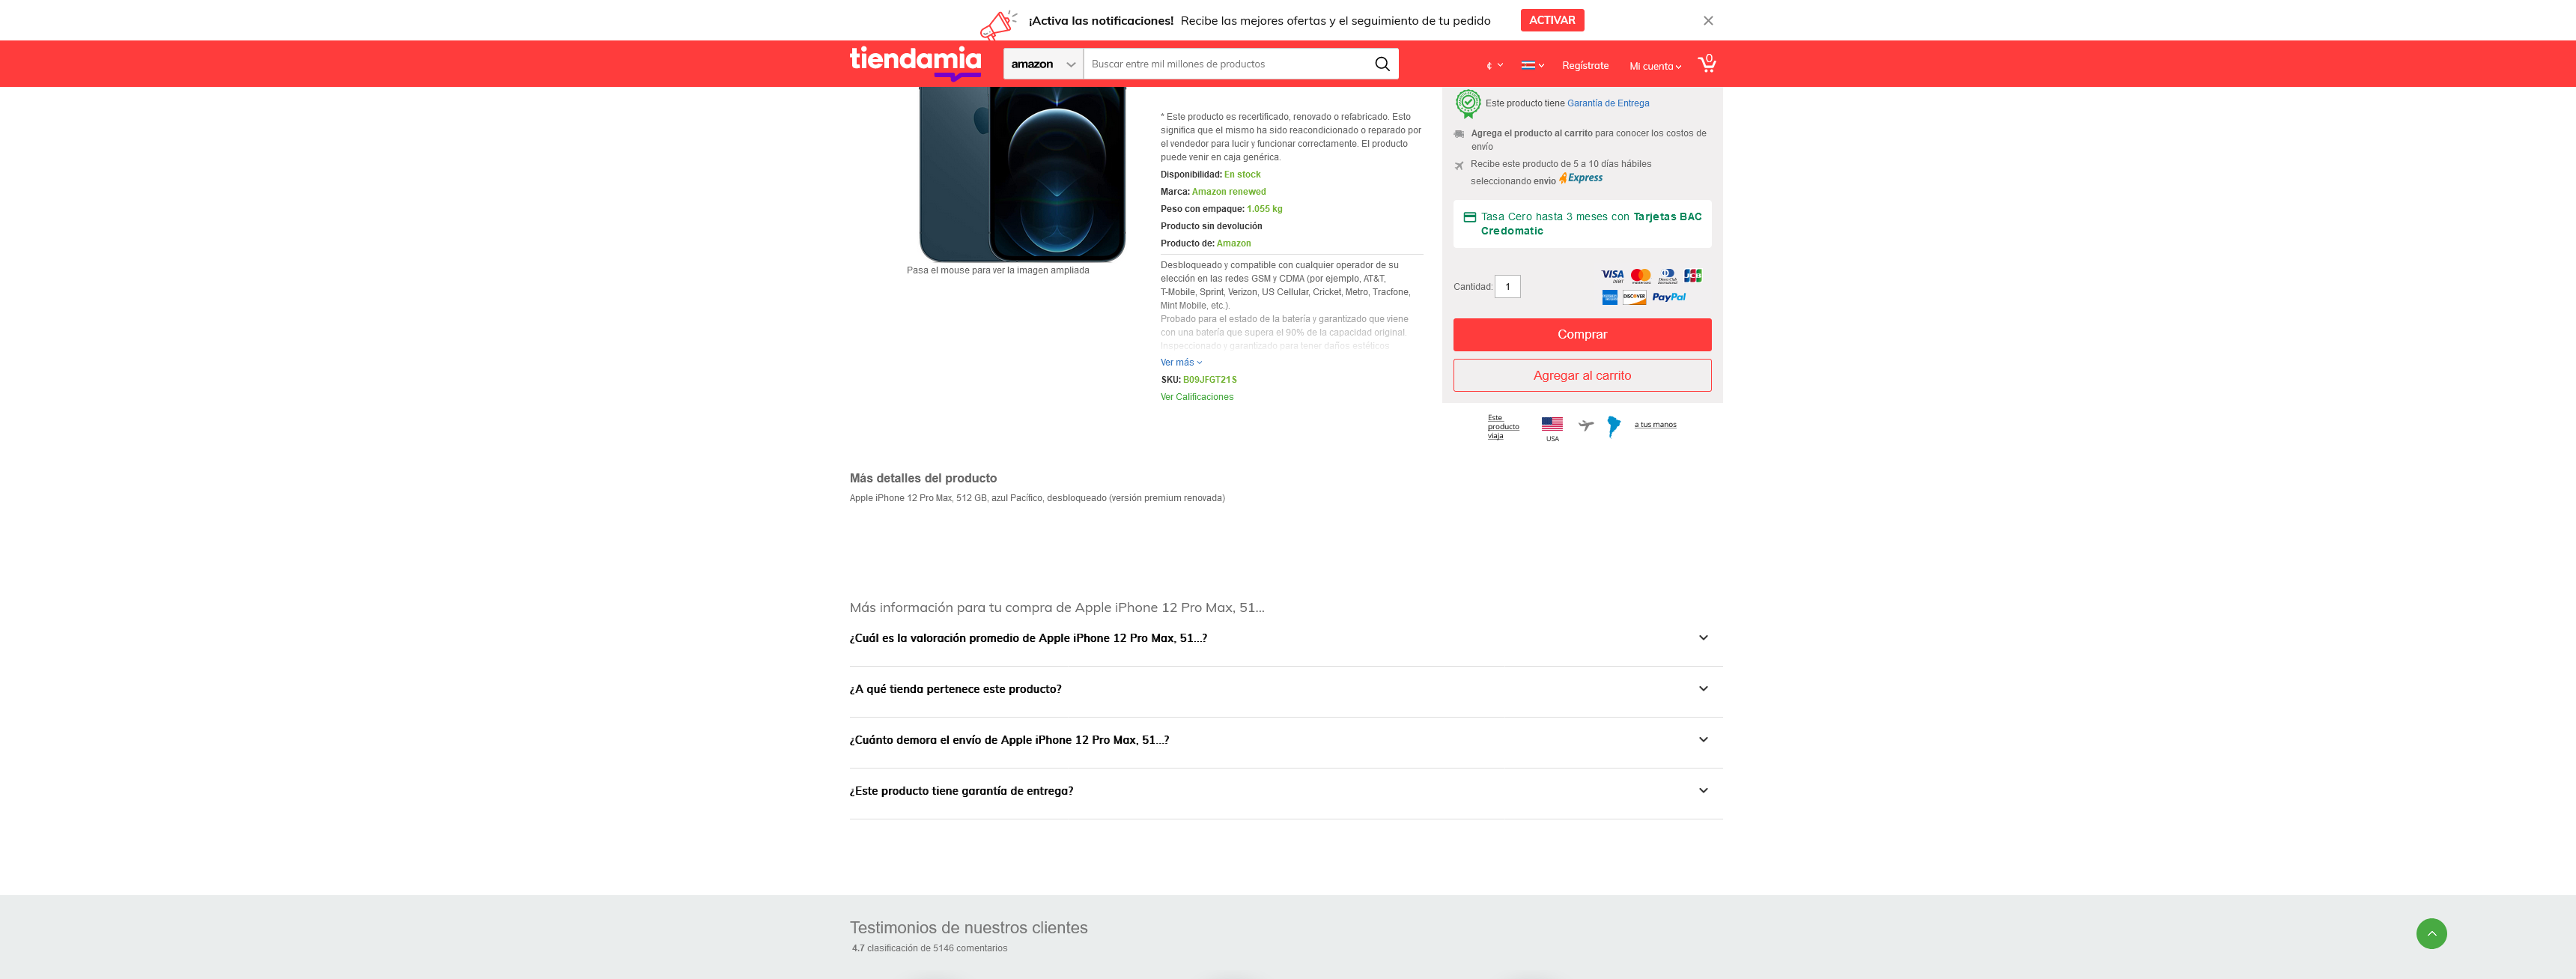 ¡Activa las notificaciones! Recibe las mejores ofertas y el seguimiento de tu pedido ACTIVAR
tiendamia amazon Buscar entre mil millones de productos ¢ Regístrate Mi cuenta 0
* Este producto es recertificado, renovado o refabricado. Esto
significa que el mismo ha sido reacondicionado o reparado por
el vendedor para lucir y funcionar correctamente. El producto
puede venir en caja genérica.
Disponibilidad: En stock
Marca: Amazon renewed
Peso con empaque: 1.055 kg
Producto sin devolución
Producto de: Amazon
Pasa el mouse para ver la imagen ampliada
Desbloqueado y compatible con cualquier operador de su
elección en las redes GSM y CDMA (por ejemplo, AT&T,
T-Mobile, Sprint, Verizon, US Cellular, Cricket, Metro, Tracfone,
Mint Mobile, etc.).
Probado para el estado de la batería y garantizado que viene
con una batería que supera el 90% de la capacidad original.
Inspeccionado y garantizado para tener daños estéticos
Ver más
SKU: B09JFGT21S
Ver Calificaciones
Este producto tiene Garantía de Entrega
Agrega el producto al carrito para conocer los costos de
envío
Recibe este producto de 5 a 10 días hábiles
seleccionando envio Express
Tasa Cero hasta 3 meses con Tarjetas BAC
Credomatic
Cantidad: 1
VISA JCB
DISCOVER PayPal
Comprar
Agregar al carrito
Este
producto
viaja
USA
a tus manos
Más detalles del producto
Apple iPhone 12 Pro Max, 512 GB, azul Pacífico, desbloqueado (versión premium renovada)
Más información para tu compra de Apple iPhone 12 Pro Max, 51...
¿Cuál es la valoración promedio de Apple iPhone 12 Pro Max, 51...?
¿A qué tienda pertenece este producto?
¿Cuánto demora el envío de Apple iPhone 12 Pro Max, 51...?
¿Este producto tiene garantía de entrega?
Testimonios de nuestros clientes
4.7 clasificación de 5146 comentarios